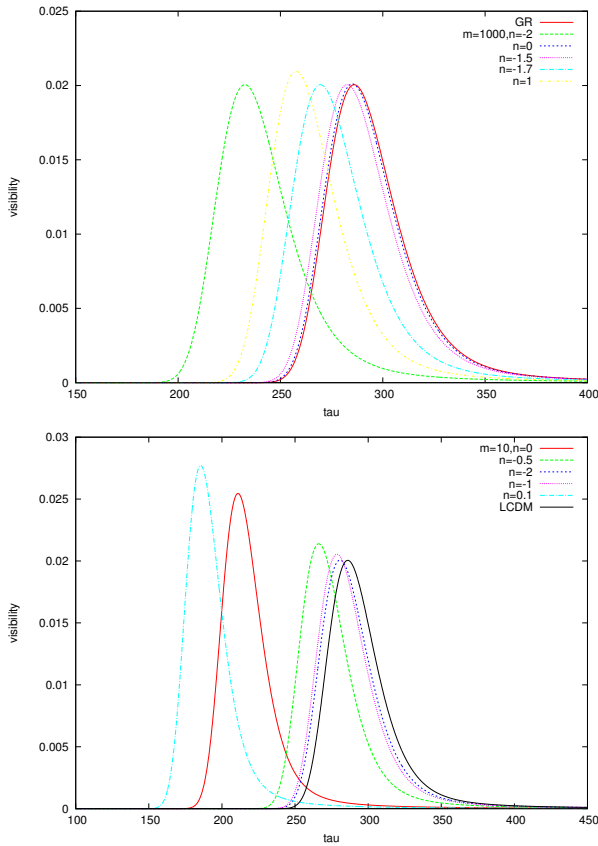 0.025
0.02
0.015
0.01
0.005
0
150 200 250 300 350 400
visibility
tau
GR
m=1000,n=-2
n=0
n=-1.5
n=-1.7
n=1
0.03
0.025
0.02
0.015
0.01
0.005
0
100 150 200 250 300 350 400 450
visibility
tau
m=10,n=0
n=-0.5
n=-2
n=-1
n=0.1
LCDM